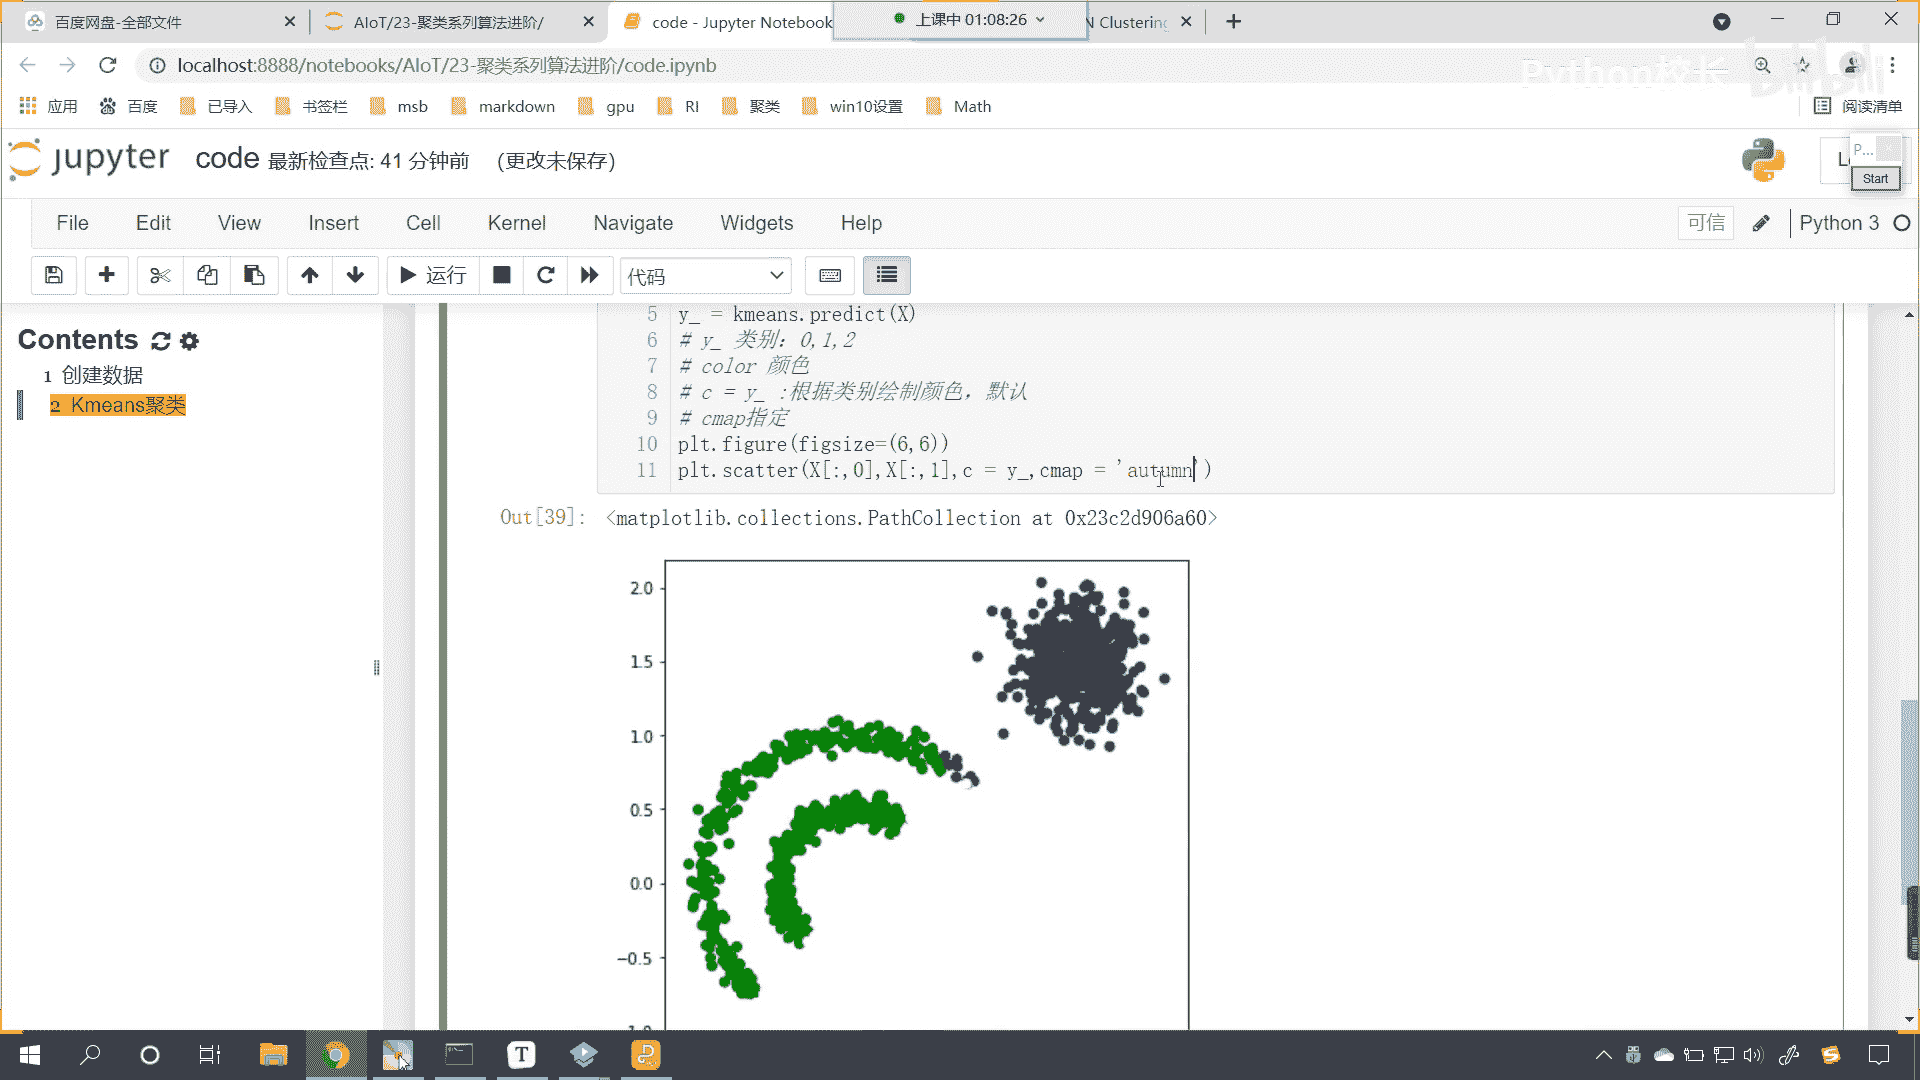 百度网盘-全部文件
AIoT/23-聚类系列算法进阶/
code - Jupyter Notebook
上课中 01:08:26
N Clustering
localhost:8888/notebooks/AIoT/23-聚类系列算法进阶/code.ipynb
Python校长
bilibili
应用
百度
已导入
书签栏
msb
markdown
gpu
RI
聚类
win10设置
Math
阅读清单
jupyter
code 最新检查点: 41 分钟前 (更改未保存)
P...
Start
File
Edit
View
Insert
Cell
Kernel
Navigate
Widgets
Help
可信
Python 3
运行
代码
Contents
1 创建数据
2 Kmeans聚类
5 y_ = kmeans.predict(X)
6 # y_ 类别: 0,1,2
7 # color 颜色
8 # c = y_ :根据类别绘制颜色，默认
9 # cmap指定
10 plt.figure(figsize=(6,6))
11 plt.scatter(X[:,0],X[:,1],c = y_,cmap = 'autumn')
Out[39]: <matplotlib.collections.PathCollection at 0x23c2d906a60>
2.0
1.5
1.0
0.5
0.0
−0.5